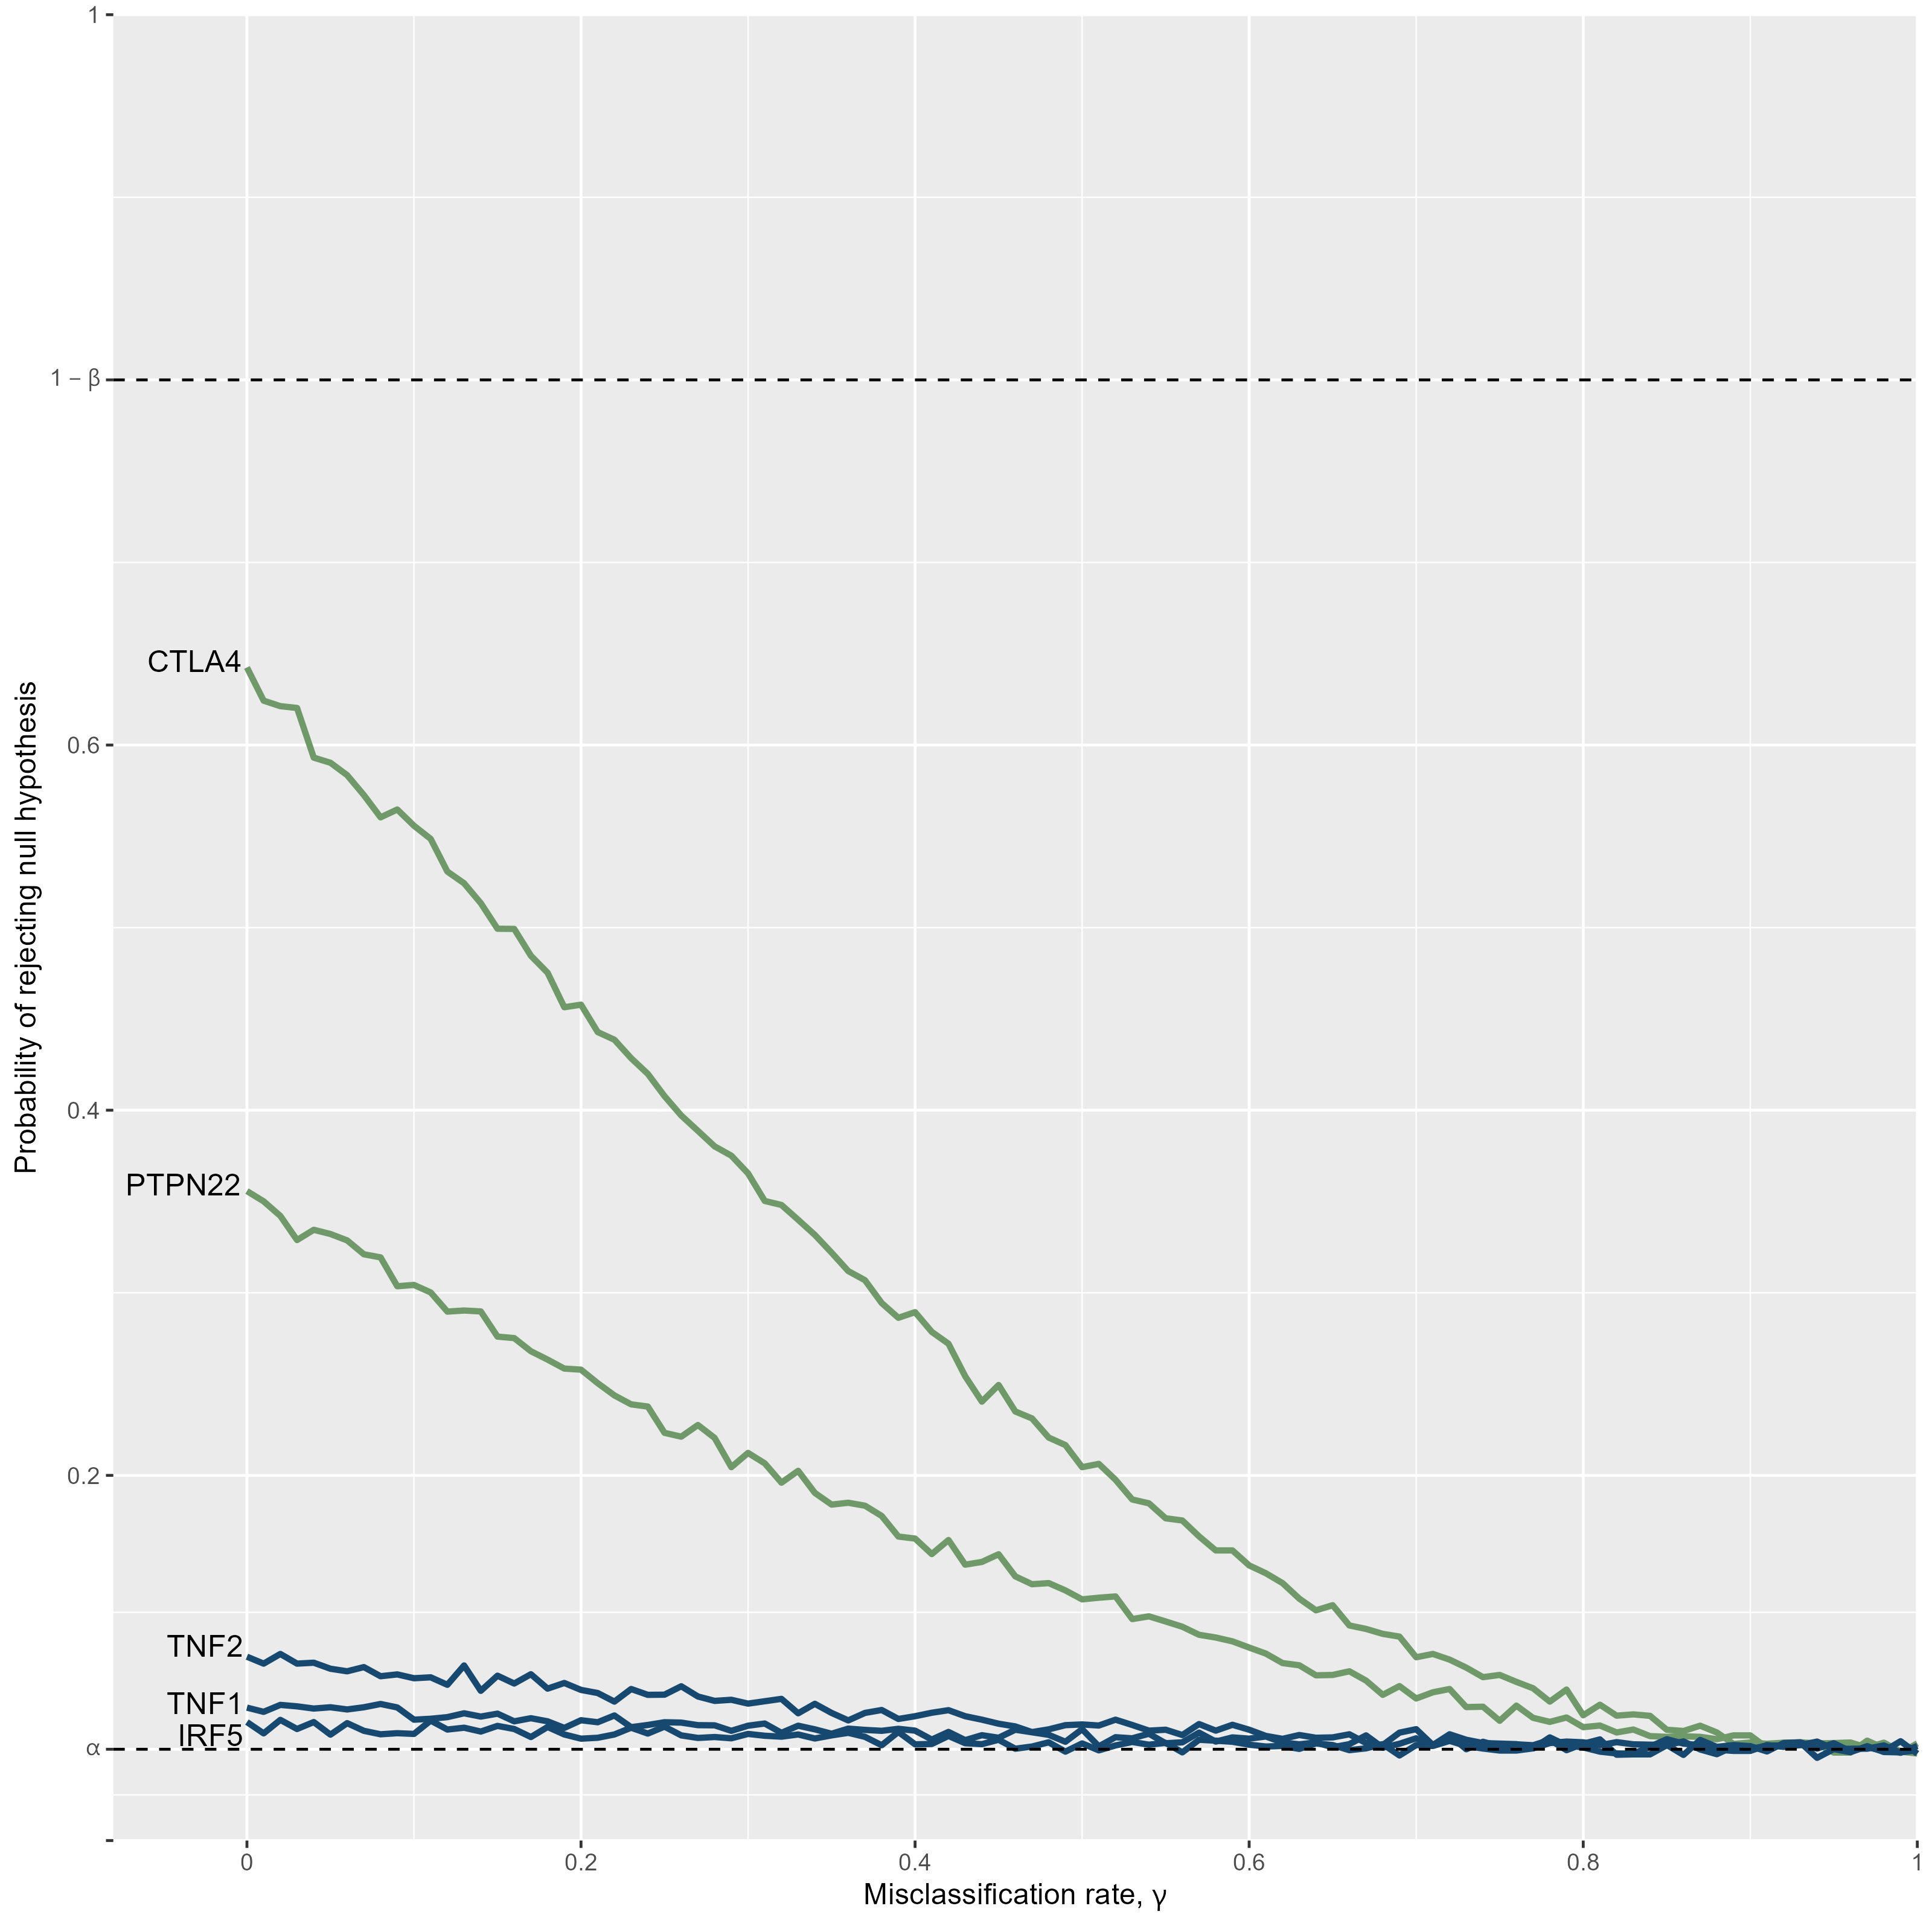 1
1 − β
0.6
0.4
0.2
α
CTLA4
PTPN22
TNF2
TNF1
IRF5
0 0.2 0.4 0.6 0.8 1
Misclassification rate, γ
Probability of rejecting null hypothesis